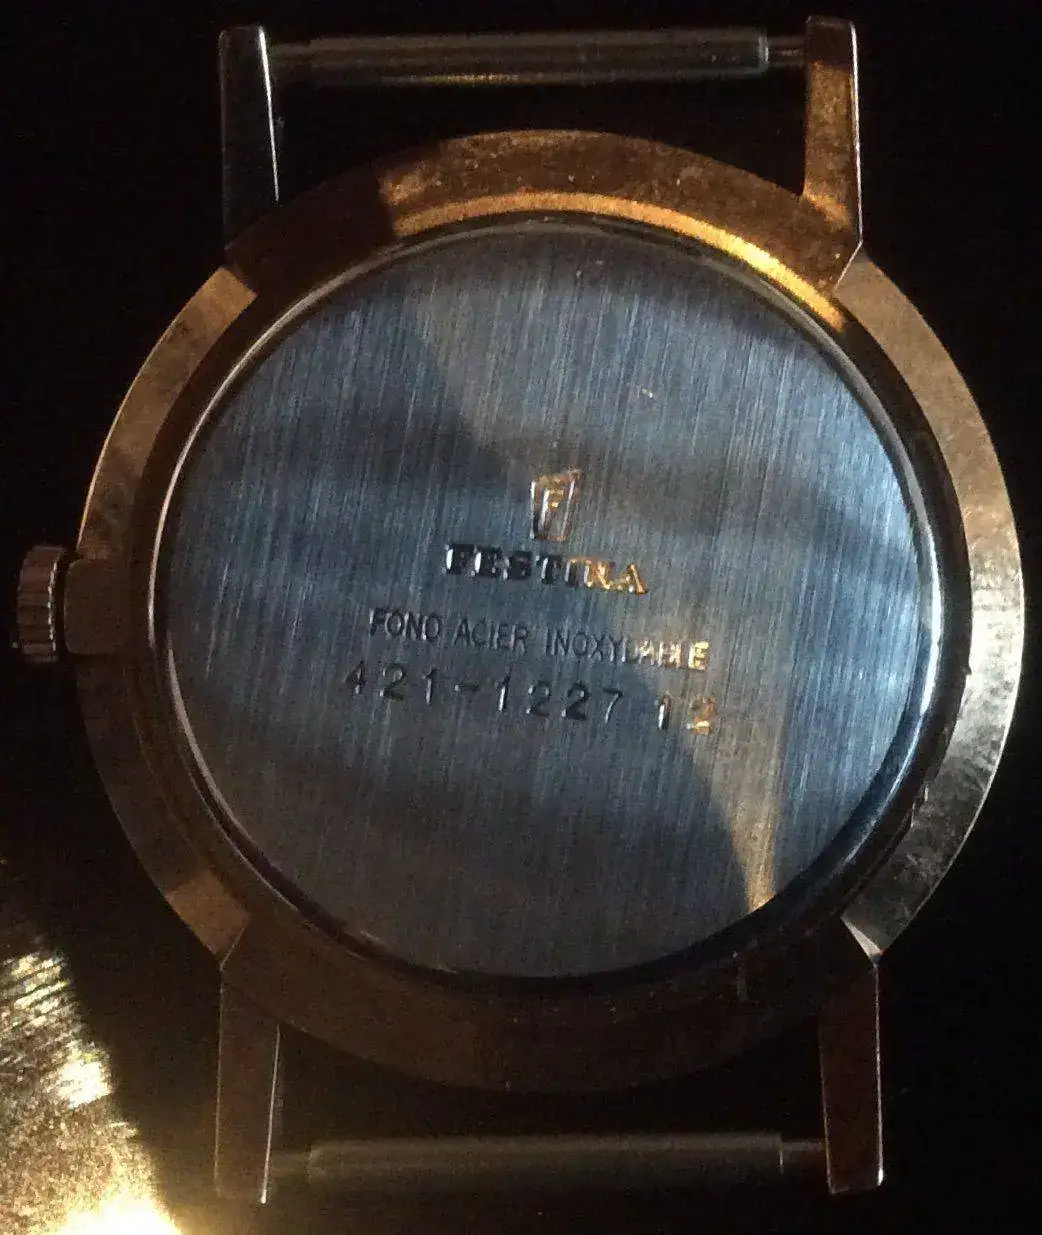 F
FESTINA
FONO ACIER INOXYDABLE
421-1227 12